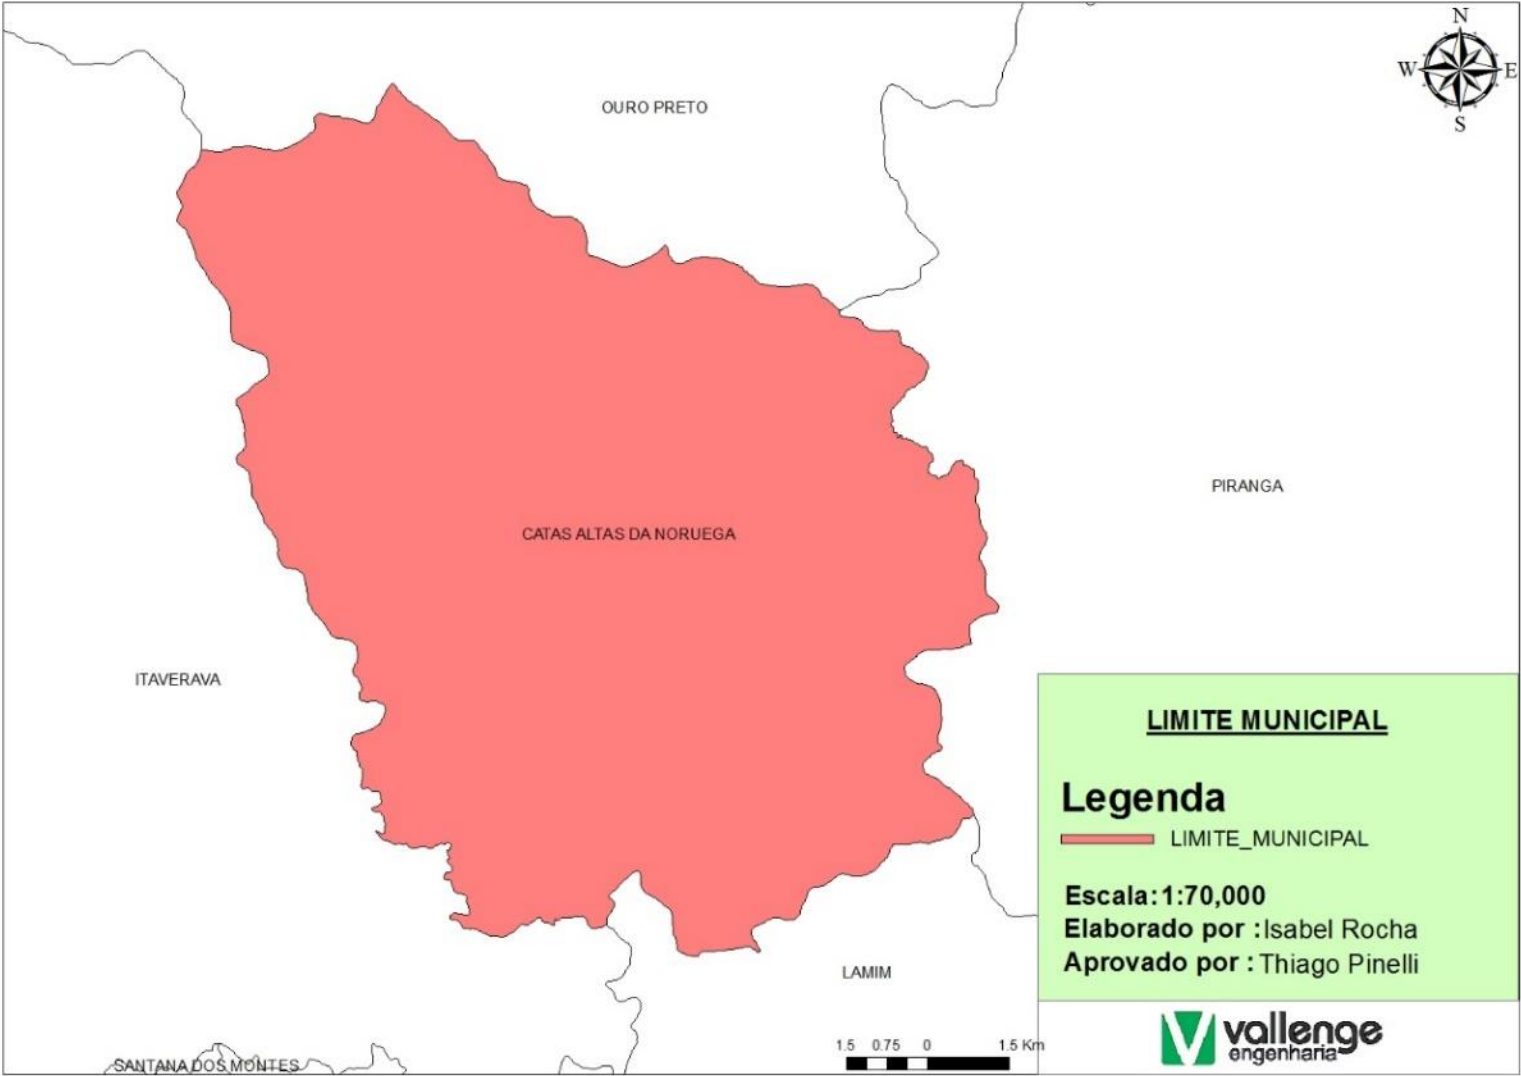 N
W E
S
OURO PRETO
PIRANGA
CATAS ALTAS DA NORUEGA
ITAVERAVA
LAMIM
SANTANA DOS MONTES
LIMITE MUNICIPAL
Legenda
LIMITE_MUNICIPAL
Escala:1:70,000
Elaborado por :Isabel Rocha
Aprovado por : Thiago Pinelli
1.5 0.75 0 1.5 Km
vallenge
engenharia